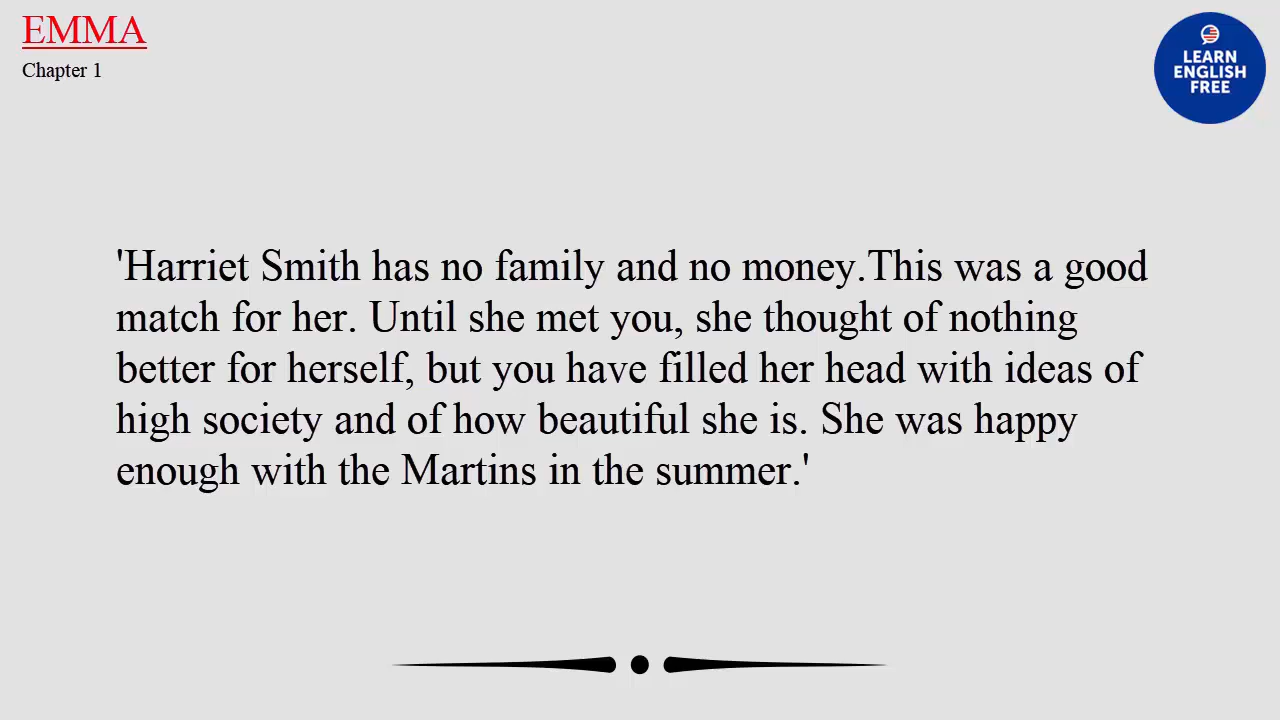 EMMA
Chapter 1
LEARN
ENGLISH
FREE
'Harriet Smith has no family and no money.This was a good
match for her. Until she met you, she thought of nothing
better for herself, but you have filled her head with ideas of
high society and of how beautiful she is. She was happy
enough with the Martins in the summer.'